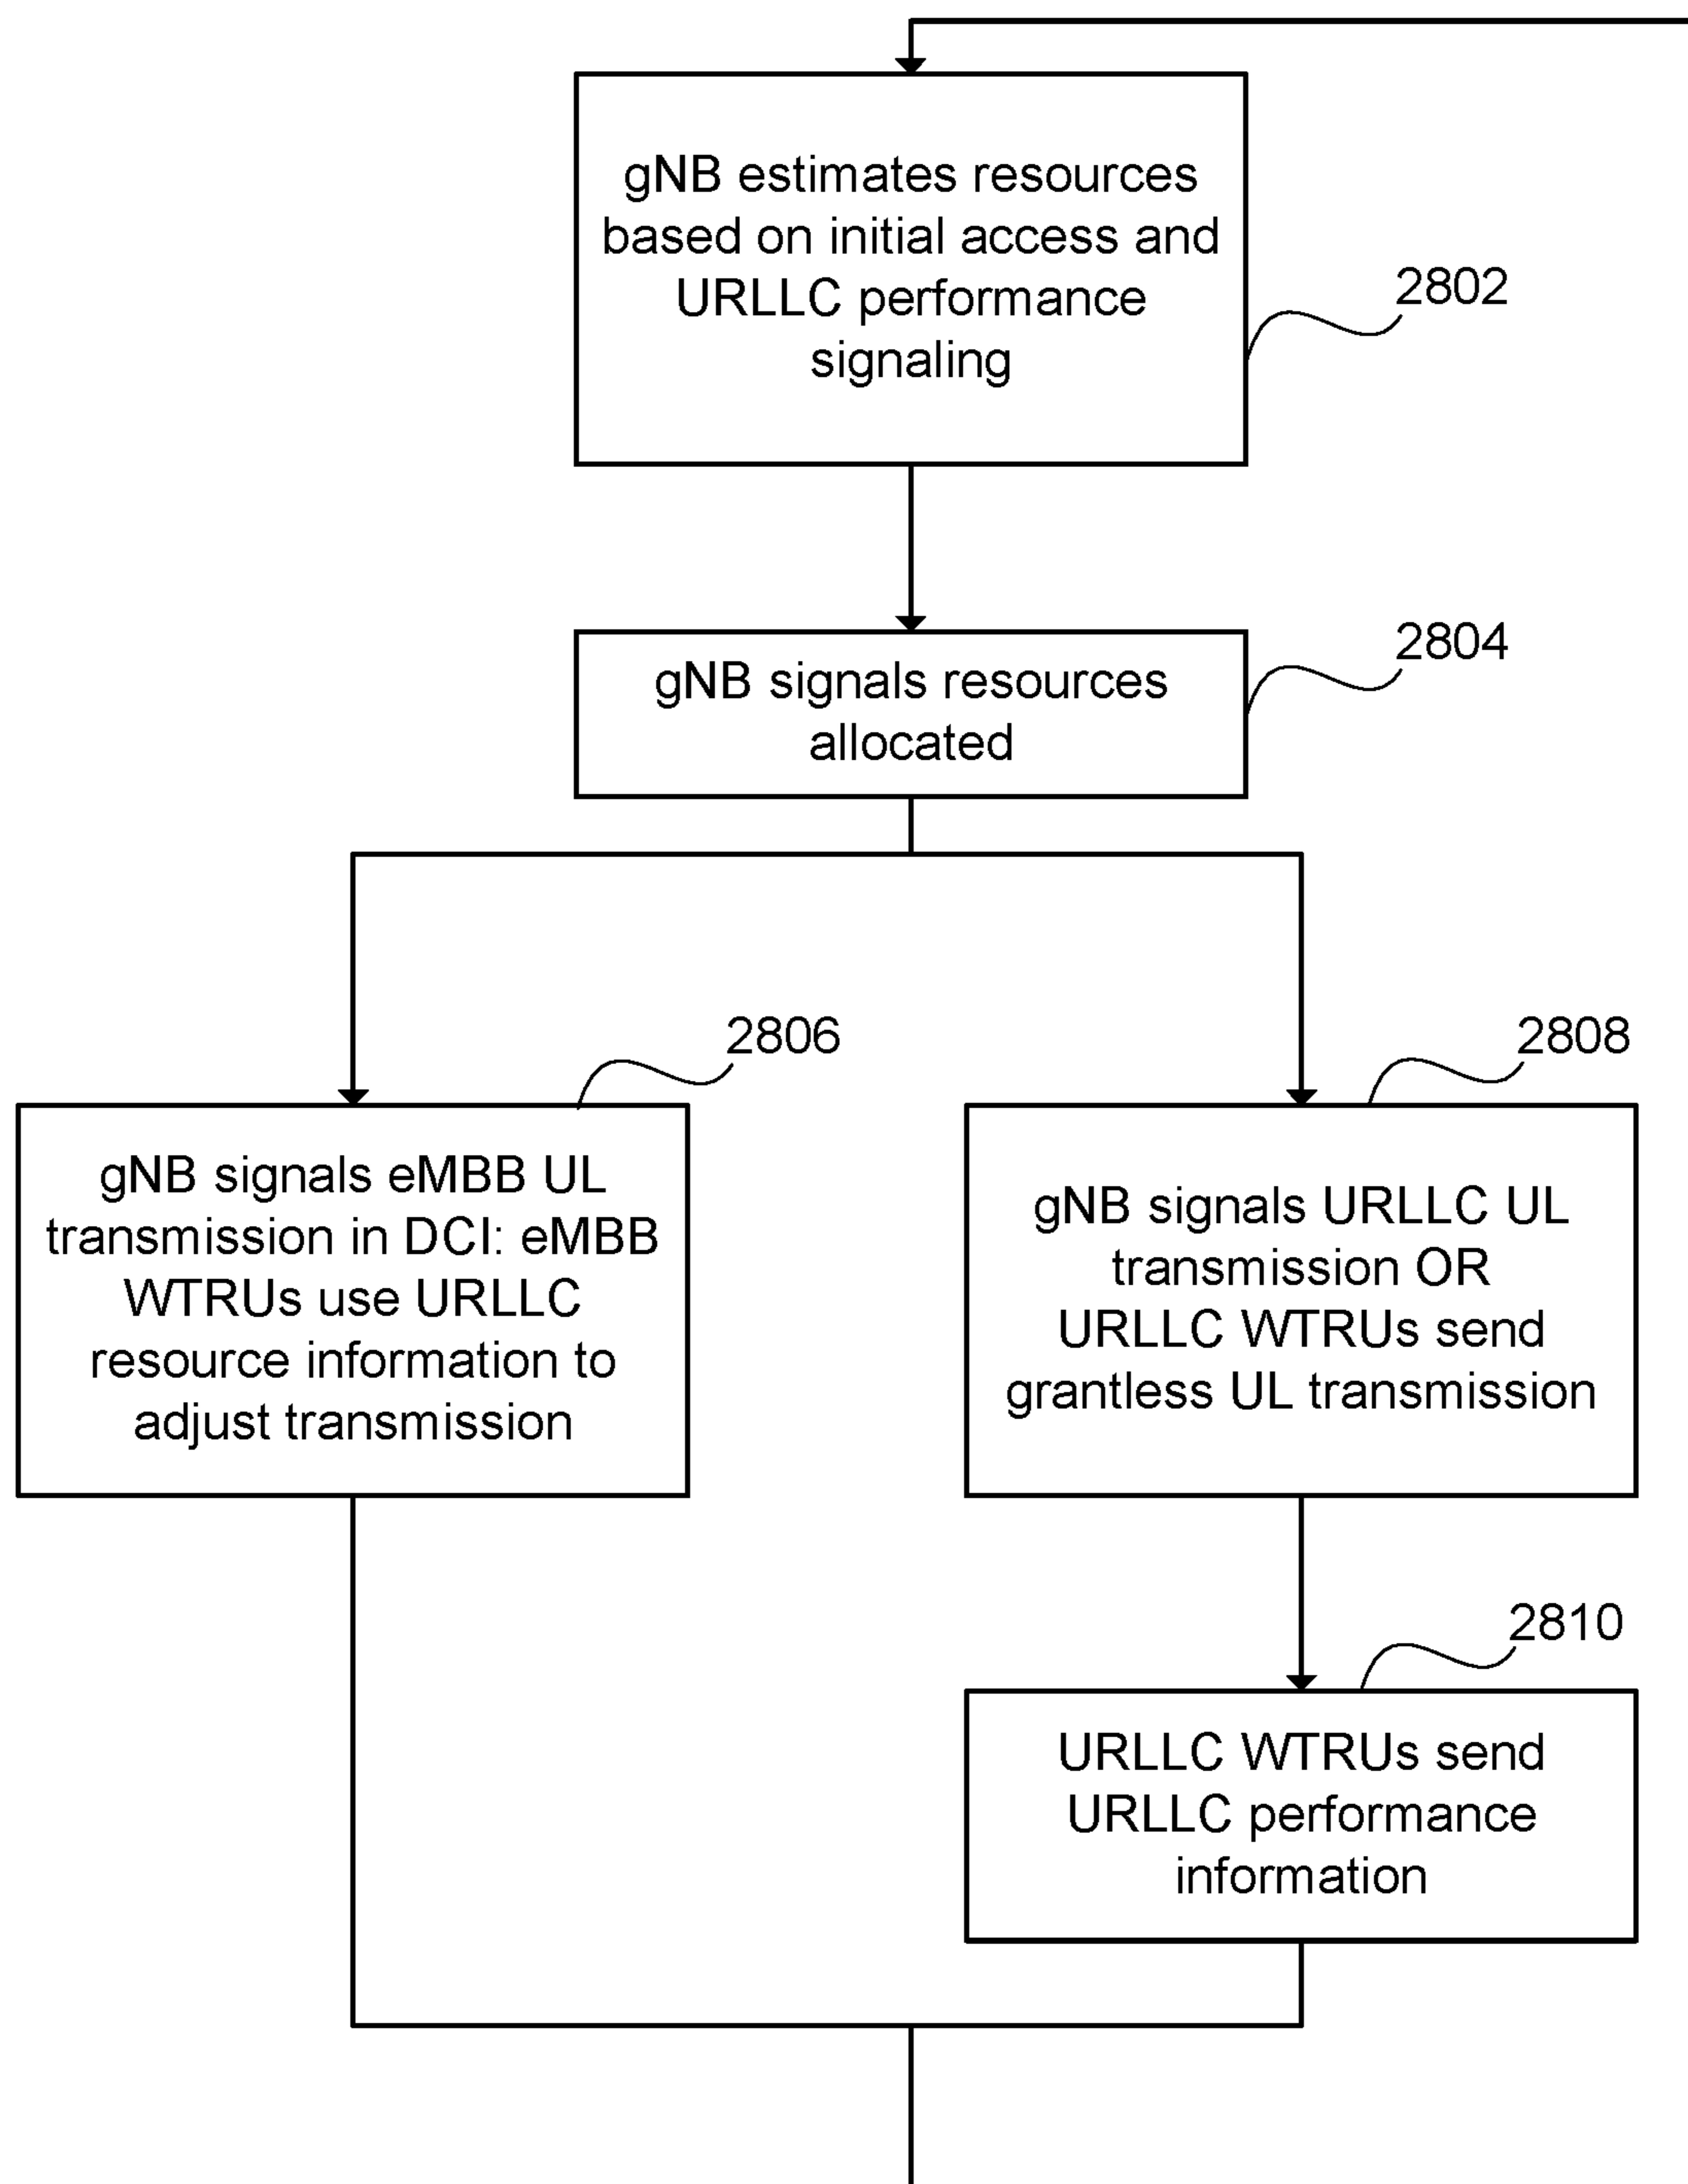 gNB estimates resources
based on initial access and
URLLC performance
signaling
2802
gNB signals resources
allocated
2804
gNB signals eMBB UL
transmission in DCI: eMBB
WTRUs use URLLC
resource information to
adjust transmission
2806
gNB signals URLLC UL
transmission OR
URLLC WTRUs send
grantless UL transmission
2808
URLLC WTRUs send
URLLC performance
information
2810